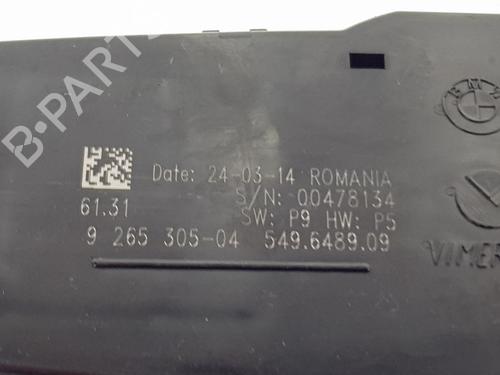 B-PARTS
BMW
Date: 24-03-14 ROMANIA
S/N: 00478134
61.31 SW: P9 HW: P5
9 265 305-04 549.6489.09